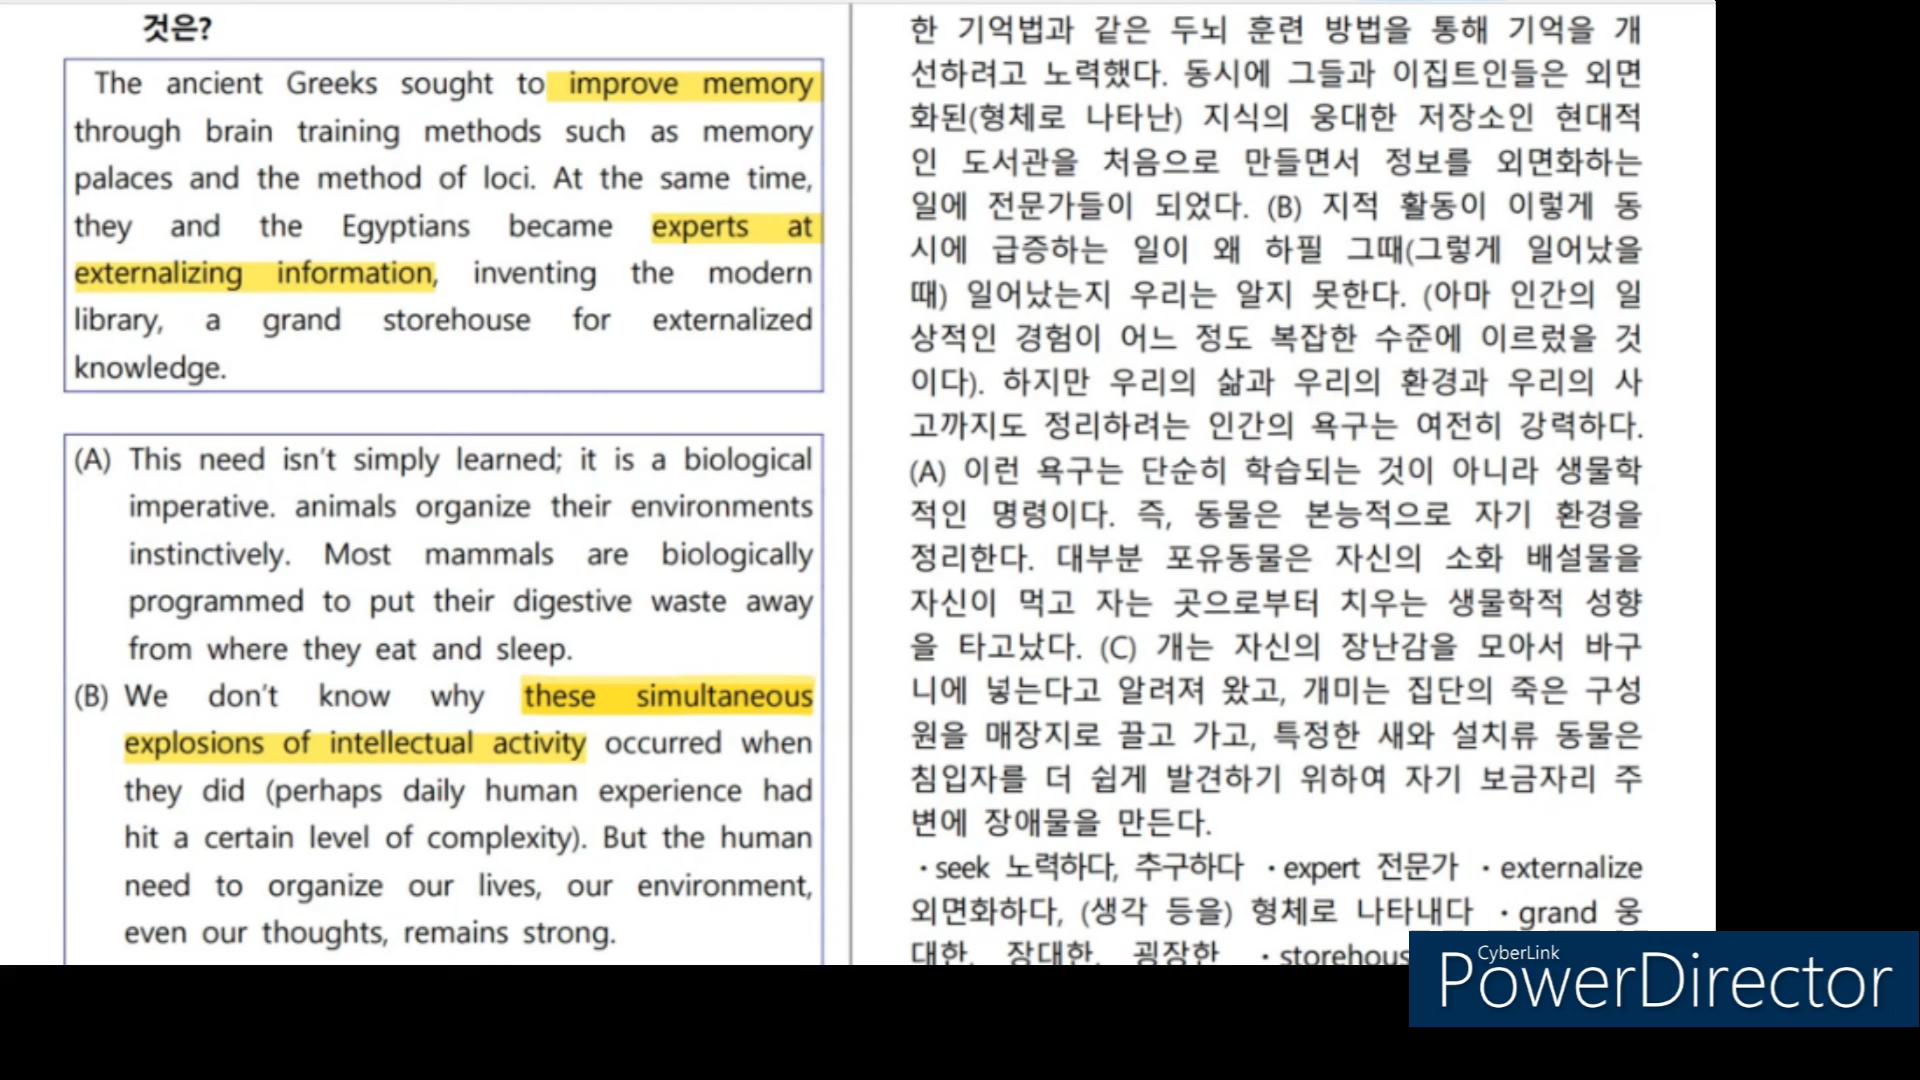 것은?
The ancient Greeks sought to improve memory
through brain training methods such as memory
palaces and the method of loci. At the same time,
they and the Egyptians became experts at
externalizing information, inventing the modern
library, a grand storehouse for externalized
knowledge.
(A) This need isn't simply learned; it is a biological
imperative. animals organize their environments
instinctively. Most mammals are biologically
programmed to put their digestive waste away
from where they eat and sleep.
(B) We don't know why these simultaneous
explosions of intellectual activity occurred when
they did (perhaps daily human experience had
hit a certain level of complexity). But the human
need to organize our lives, our environment,
even our thoughts, remains strong.
한 기억법과 같은 두뇌 훈련 방법을 통해 기억을 개
선하려고 노력했다. 동시에 그들과 이집트인들은 외면
화된(형체로 나타난) 지식의 웅대한 저장소인 현대적
인 도서관을 처음으로 만들면서 정보를 외면화하는
일에 전문가들이 되었다. (B) 지적 활동이 이렇게 동
시에 급증하는 일이 왜 하필 그때(그렇게 일어났을
때) 일어났는지 우리는 알지 못한다. (아마 인간의 일
상적인 경험이 어느 정도 복잡한 수준에 이르렀을 것
이다). 하지만 우리의 삶과 우리의 환경과 우리의 사
고까지도 정리하려는 인간의 욕구는 여전히 강력하다.
(A) 이런 욕구는 단순히 학습되는 것이 아니라 생물학
적인 명령이다. 즉, 동물은 본능적으로 자기 환경을
정리한다. 대부분 포유동물은 자신의 소화 배설물을
자신이 먹고 자는 곳으로부터 치우는 생물학적 성향
을 타고났다. (C) 개는 자신의 장난감을 모아서 바구
니에 넣는다고 알려져 왔고, 개미는 집단의 죽은 구성
원을 매장지로 끌고 가고, 특정한 새와 설치류 동물은
침입자를 더 쉽게 발견하기 위하여 자기 보금자리 주
변에 장애물을 만든다.
・seek 노력하다, 추구하다 ・expert 전문가 ・externalize
외면화하다, (생각 등을) 형체로 나타내다 ・grand 웅
대한, 장대한, 굉장한 ・storehous
CyberLink
PowerDirector